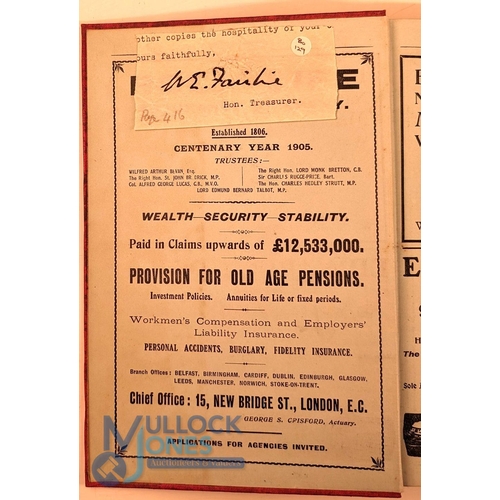 other copies the hospitality of your
ours faithfully,
W.E. Fairlie
Hon. Treasurer.
Page 416
Established 1806.
CENTENARY YEAR 1905.
TRUSTEES:—
WILFRED ARTHUR BEVAN, Esq.
The Right Hon. ST. JOHN BRODRICK, M.P.
Col. ALFRED GEORGE LUCAS, C.B., M.V.O.
The Right Hon. LORD MONK BRETTON, C.B.
Sir CHARLES RUGGE-PRICE, Bart.
The Hon. CHARLES HEDLEY STRUTT, M.P.
LORD EDMUND BERNARD TALBOT, M.P.
WEALTH—SECURITY—STABILITY.
Paid in Claims upwards of £12,533,000.
PROVISION FOR OLD AGE PENSIONS.
Investment Policies. Annuities for Life or fixed periods.
Workmen's Compensation and Employers'
Liability Insurance.
PERSONAL ACCIDENTS, BURGLARY, FIDELITY INSURANCE.
Branch Offices: BELFAST, BIRMINGHAM, CARDIFF, DUBLIN, EDINBURGH, GLASGOW,
LEEDS, MANCHESTER, NORWICH, STOKE-ON-TRENT.
Chief Office: 15, NEW BRIDGE ST., LONDON, E.C.
GEORGE S. CRISFORD, Actuary.
APPLICATIONS FOR AGENCIES INVITED.
MULLOCK
JONES
Auctioneers & Valuers
The
Sole